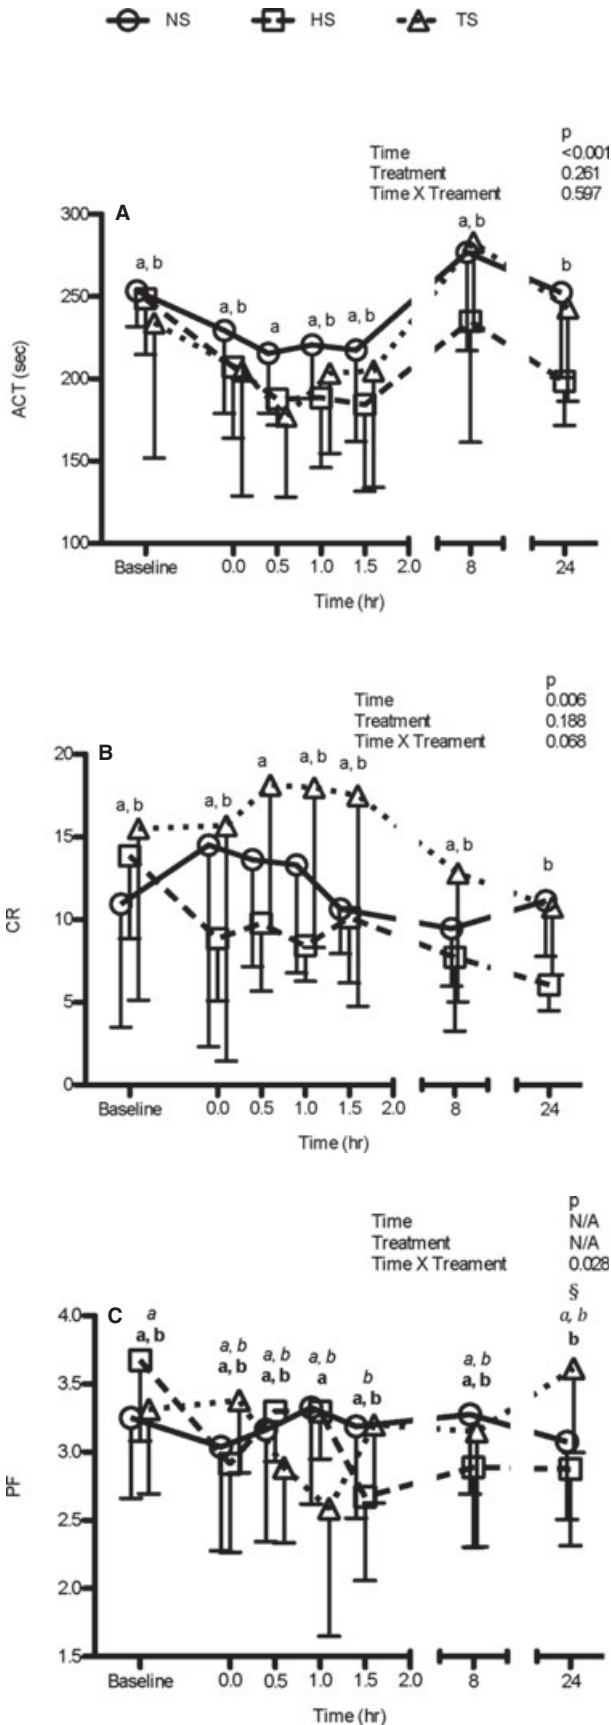 NS HS TS
p
Time <0.001
Treatment 0.261
Time X Treament 0.597
A
300
250
200
150
100
ACT (sec)
a, b
a, b
a
a, b
a, b
a, b
b
Baseline 0.0 0.5 1.0 1.5 2.0 8 24
Time (hr)
p
Time 0.006
Treatment 0.188
Time X Treament 0.068
B
20
15
10
5
0
CR
a, b
a, b
a
a, b
a, b
a, b
b
Baseline 0.0 0.5 1.0 1.5 2.0 8 24
Time (hr)
p
Time N/A
Treatment N/A
Time X Treament 0.028
C
4.0
3.5
3.0
2.5
2.0
1.5
PF
a
a, b
a, b
a, b
a, b
a, b
a, b
a
b
a, b
a, b
a, b
§
a, b
b
Baseline 0.0 0.5 1.0 1.5 2.0 8 24
Time (hr)